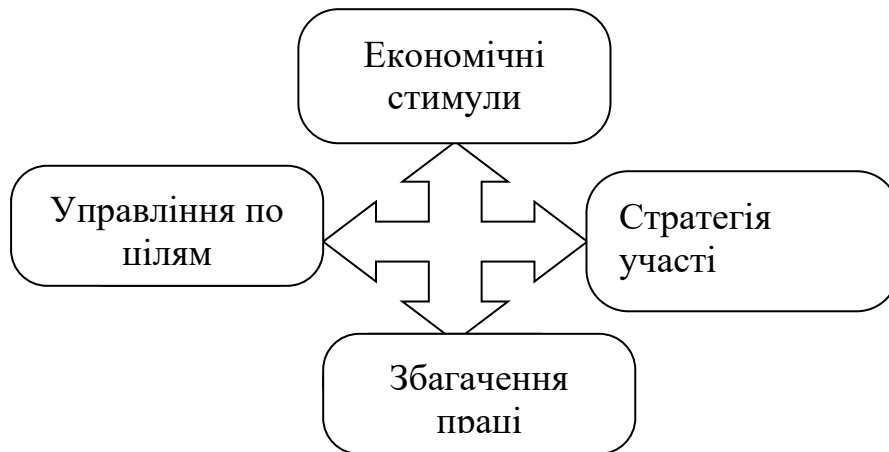 Економічні
стимули
Управління по
цілям
Стратегія
участі
Збагачення
праці